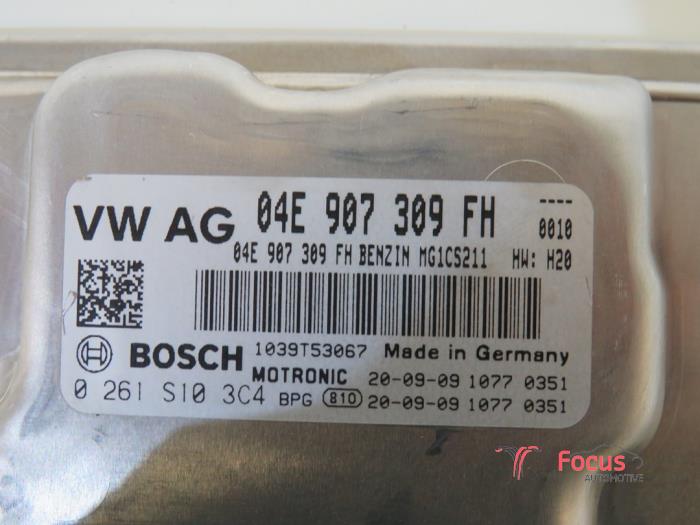 VW AG 04E 907 309 FH ----
0010
04E 907 309 FH BENZIN MG1CS211 HW: H20
BOSCH 1039T53067 Made in Germany
MOTRONIC 20-09-09 1077 0351
0 261 S10 3C4 BPG 810 20-09-09 1077 0351
Focus
AUTOMOTIVE